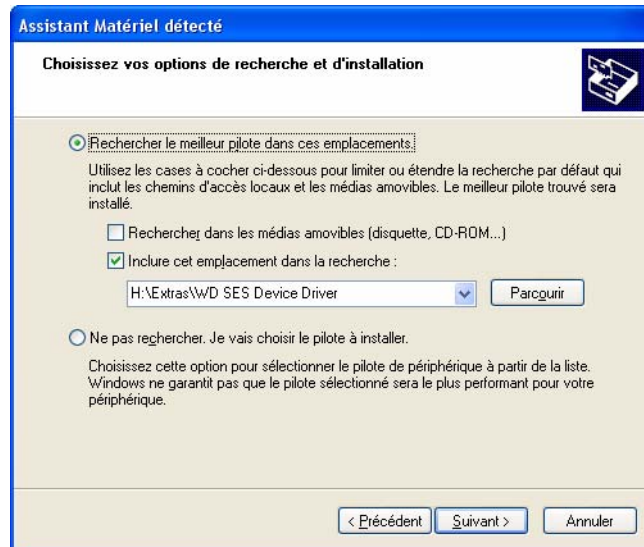 Assistant Matériel détecté
Choisissez vos options de recherche et d'installation
Rechercher le meilleur pilote dans ces emplacements.
Utilisez les cases à cocher ci-dessous pour limiter ou étendre la recherche par défaut qui
inclut les chemins d'accès locaux et les médias amovibles. Le meilleur pilote trouvé sera
installé.
Rechercher dans les médias amovibles (disquette, CD-ROM...)
Inclure cet emplacement dans la recherche :
H:\Extras\WD SES Device Driver
Parcourir
Ne pas rechercher. Je vais choisir le pilote à installer.
Choisissez cette option pour sélectionner le pilote de périphérique à partir de la liste.
Windows ne garantit pas que le pilote sélectionné sera le plus performant pour votre
périphérique.
< Précédent
Suivant >
Annuler